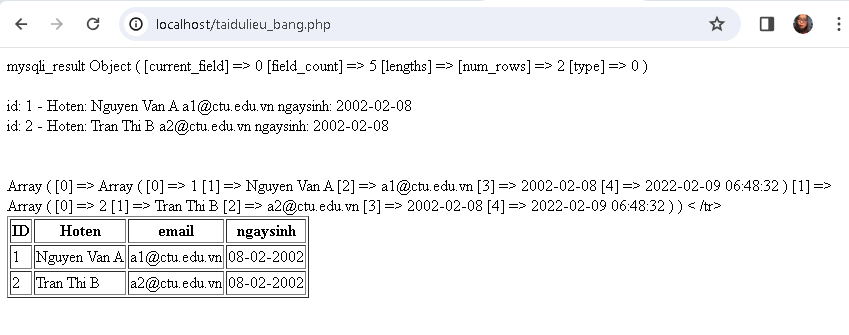 localhost/taidulieu_bang.php
mysqli_result Object ( [current_field] => 0 [field_count] => 5 [lengths] => [num_rows] => 2 [type] => 0 )
id: 1 - Hoten: Nguyen Van A a1@ctu.edu.vn ngaysinh: 2002-02-08
id: 2 - Hoten: Tran Thi B a2@ctu.edu.vn ngaysinh: 2002-02-08
Array ( [0] => Array ( [0] => 1 [1] => Nguyen Van A [2] => a1@ctu.edu.vn [3] => 2002-02-08 [4] => 2022-02-09 06:48:32 ) [1] =>
Array ( [0] => 2 [1] => Tran Thi B [2] => a2@ctu.edu.vn [3] => 2002-02-08 [4] => 2022-02-09 06:48:32 ) ) < /tr>
ID Hoten email ngaysinh
1 Nguyen Van A a1@ctu.edu.vn 08-02-2002
2 Tran Thi B a2@ctu.edu.vn 08-02-2002